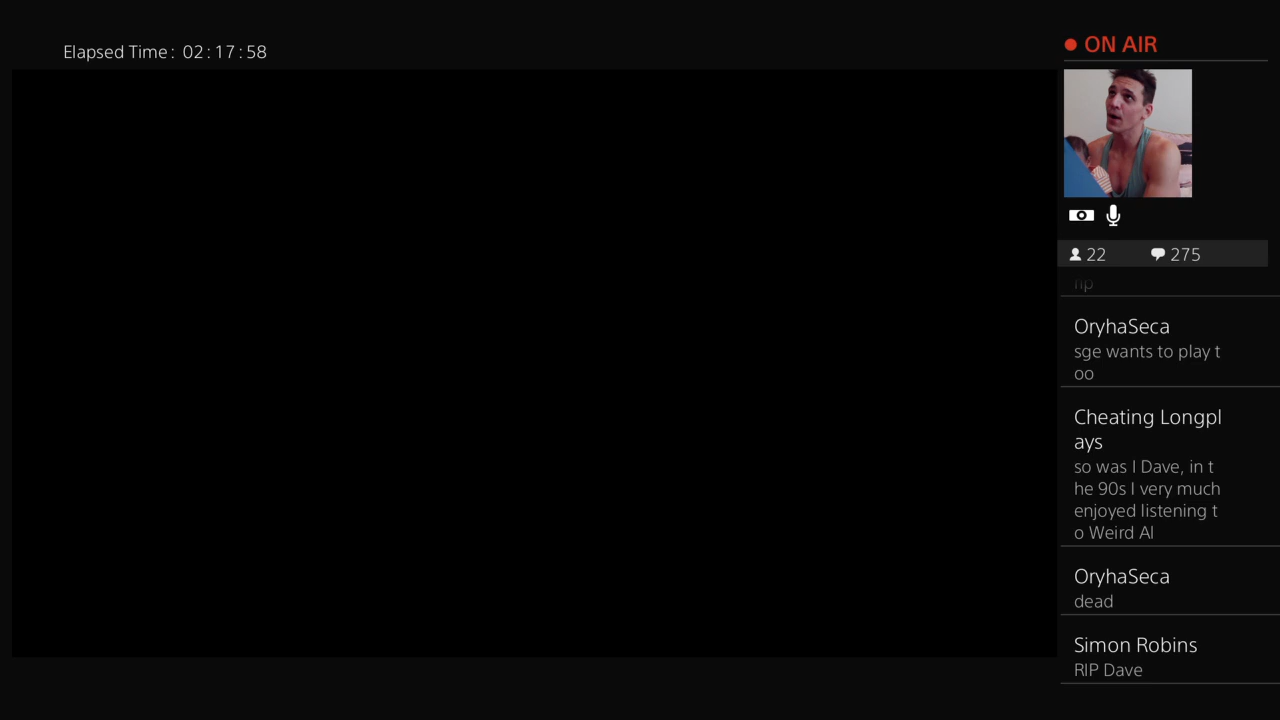 Elapsed Time: 02:17:58
ON AIR
22 275
np
OryhaSeca
sge wants to play t
oo
Cheating Longpl
ays
so was I Dave, in t
he 90s I very much
enjoyed listening t
o Weird Al
OryhaSeca
dead
Simon Robins
RIP Dave